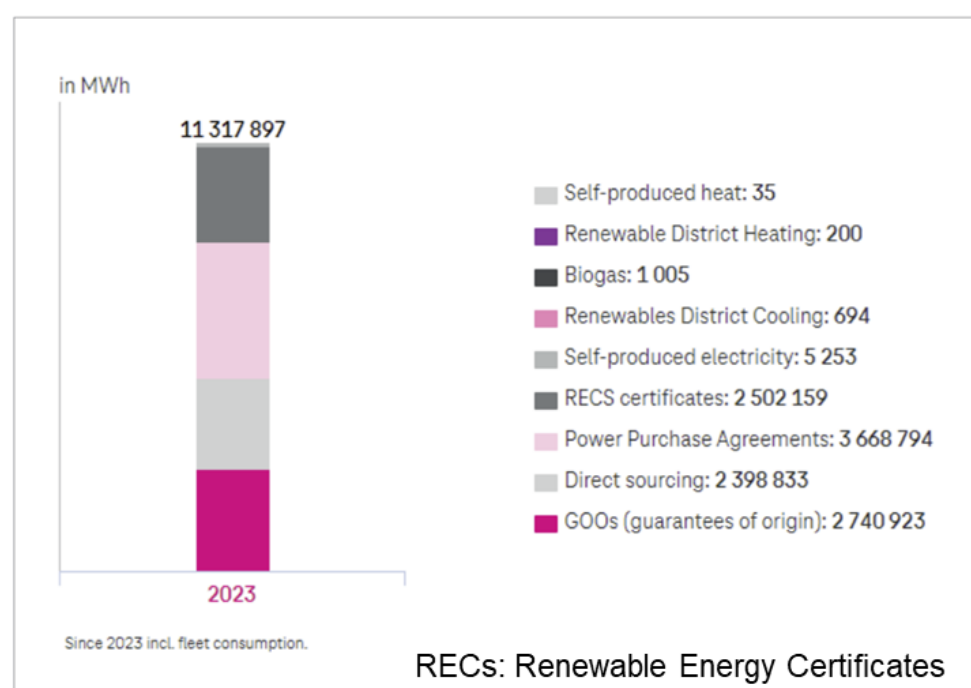 in MWh
11 317 897
Self-produced heat: 35
Renewable District Heating: 200
Biogas: 1 005
Renewables District Cooling: 694
Self-produced electricity: 5 253
RECS certificates: 2 502 159
Power Purchase Agreements: 3 668 794
Direct sourcing: 2 398 833
GOOs (guarantees of origin): 2 740 923
2023
Since 2023 incl. fleet consumption.
RECs: Renewable Energy Certificates